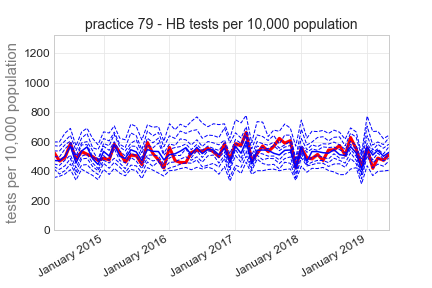 practice 79 - HB tests per 10,000 population
tests per 10,000 population
1200
1000
800
600
400
200
0
January 2015
January 2016
January 2017
January 2018
January 2019